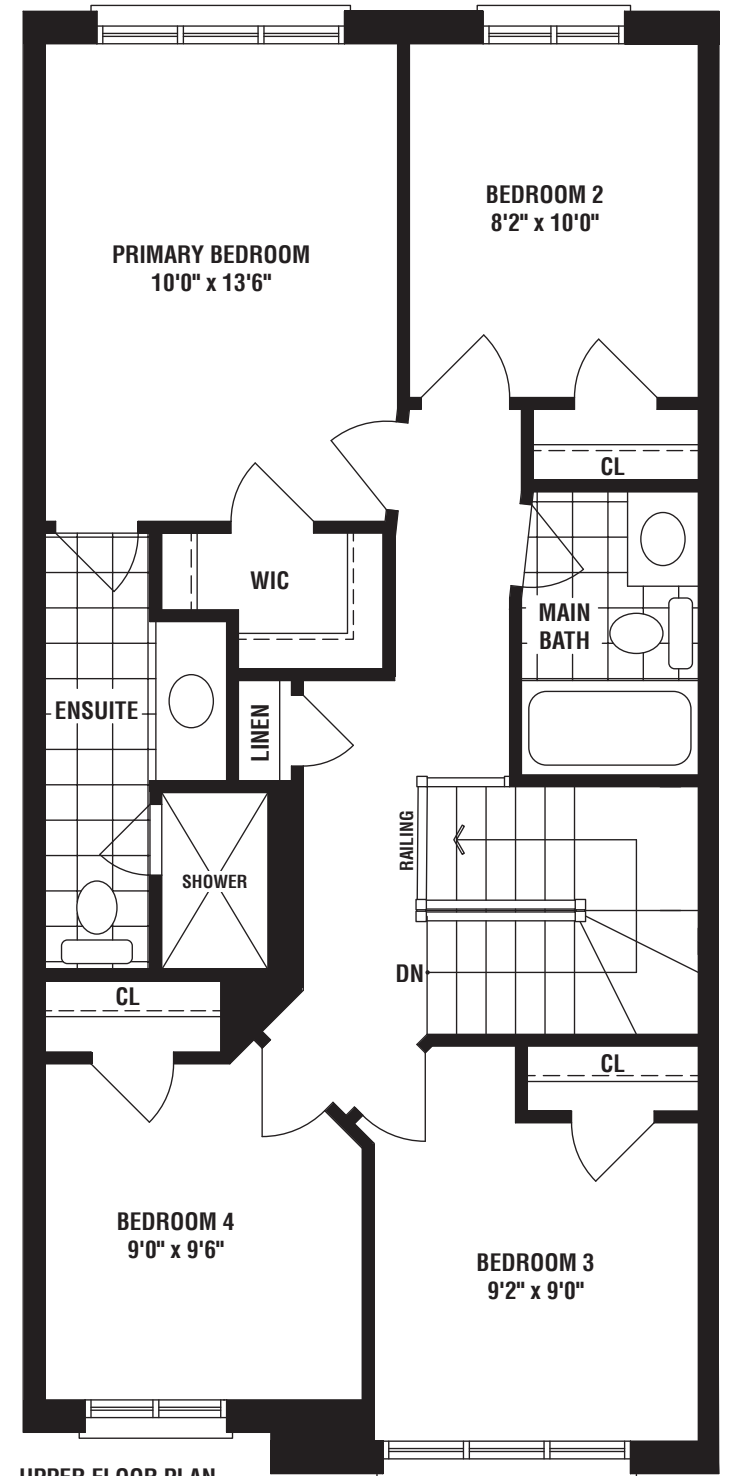 PRIMARY BEDROOM
10'0" x 13'6"
BEDROOM 2
8'2" x 10'0"
CL
WIC
MAIN
BATH
ENSUITE
LINEN
RAILING
SHOWER
DN
CL
CL
BEDROOM 4
9'0" x 9'6"
BEDROOM 3
9'2" x 9'0"
UPPER FLOOR PLAN